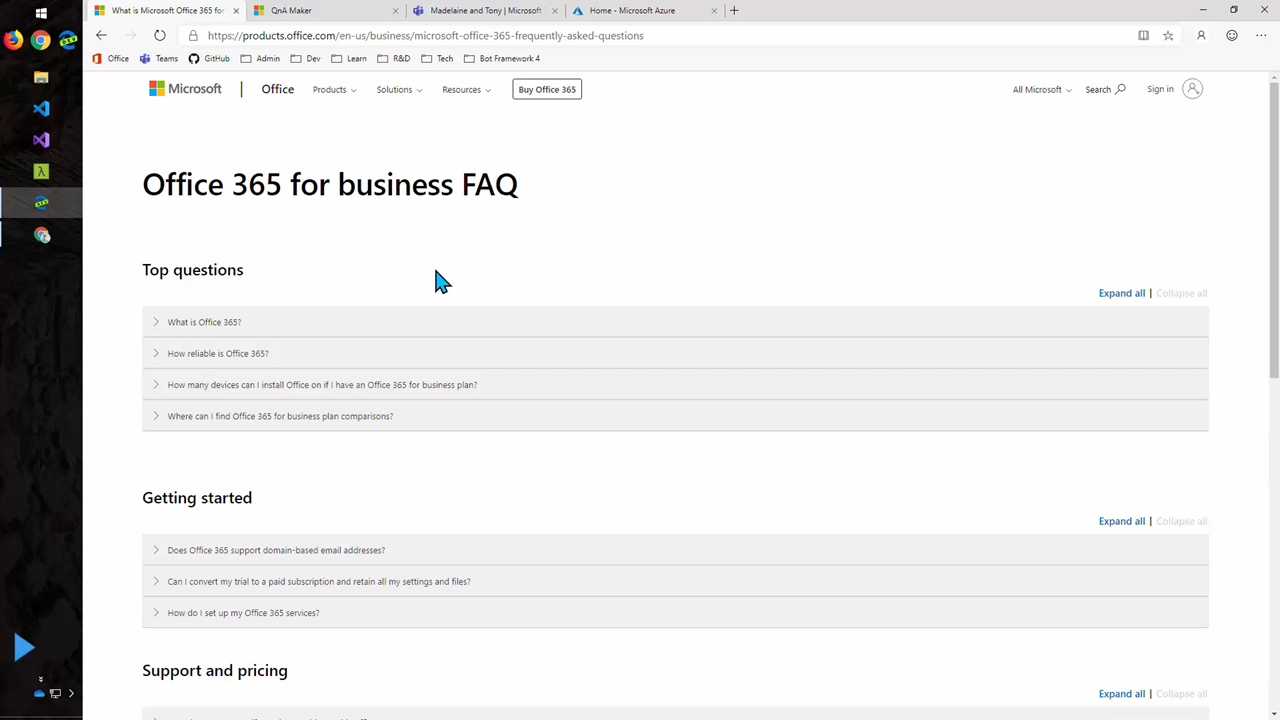 What is Microsoft Office 365 for
QnA Maker
Madelaine and Tony | Microsoft
Home - Microsoft Azure
https://products.office.com/en-us/business/microsoft-office-365-frequently-asked-questions
Office
Teams
GitHub
Admin
Dev
Learn
R&D
Tech
Bot Framework 4
Microsoft
Office
Products
Solutions
Resources
Buy Office 365
All Microsoft
Search
Sign in
Office 365 for business FAQ
Top questions
Expand all | Collapse all
What is Office 365?
How reliable is Office 365?
How many devices can I install Office on if I have an Office 365 for business plan?
Where can I find Office 365 for business plan comparisons?
Getting started
Expand all | Collapse all
Does Office 365 support domain-based email addresses?
Can I convert my trial to a paid subscription and retain all my settings and files?
How do I set up my Office 365 services?
Support and pricing
Expand all | Collapse all